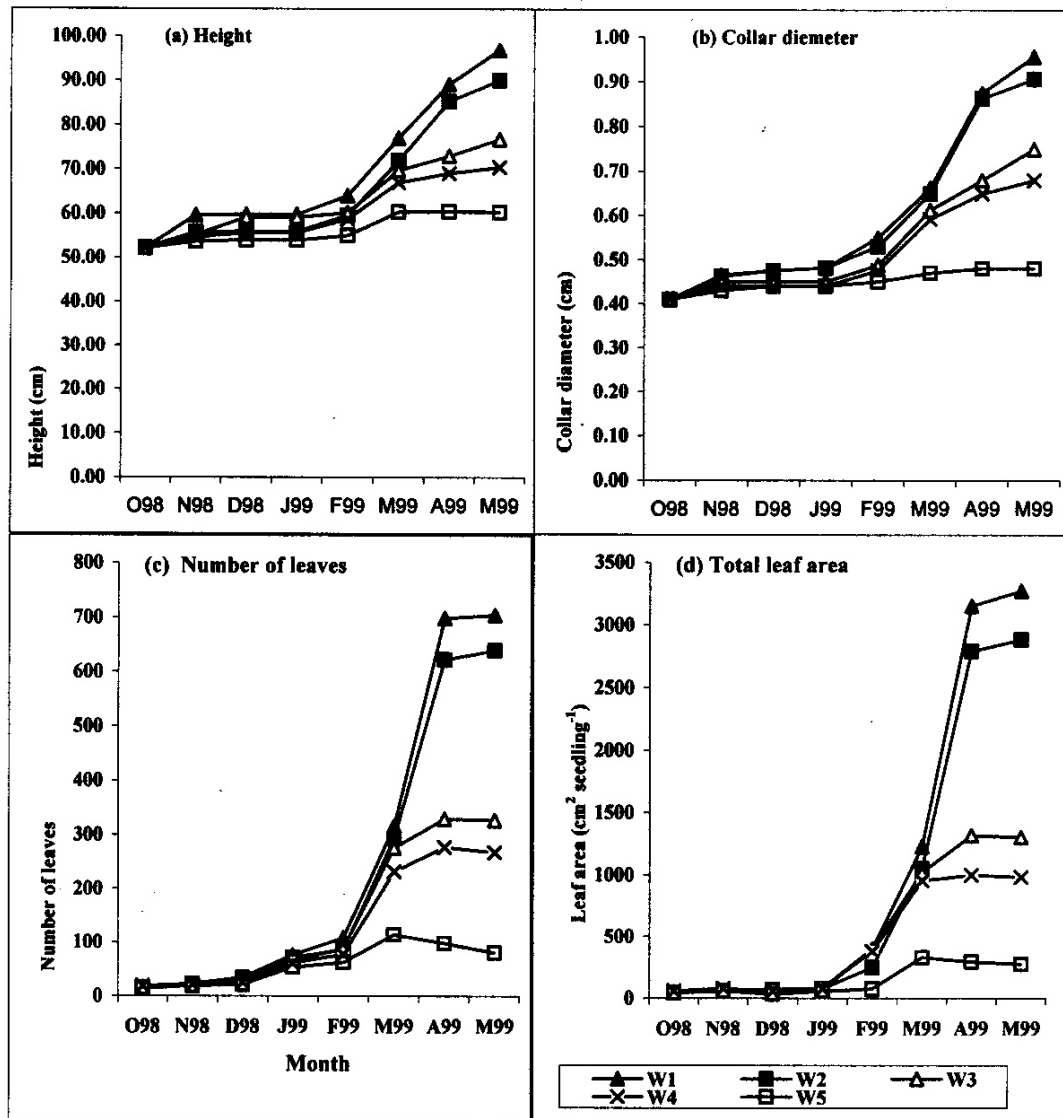 (a) Height
100.00
90.00
80.00
70.00
60.00
50.00
40.00
30.00
20.00
10.00
0.00
Height (cm)
O98 N98 D98 J99 F99 M99 A99 M99
(b) Collar diemeter
1.00
0.90
0.80
0.70
0.60
0.50
0.40
0.30
0.20
0.10
0.00
Collar diameter (cm)
O98 N98 D98 J99 F99 M99 A99 M99
(c) Number of leaves
800
700
600
500
400
300
200
100
0
Number of leaves
O98 N98 D98 J99 F99 M99 A99 M99
Month
(d) Total leaf area
3500
3000
2500
2000
1500
1000
500
0
Leaf area (cm² seedling⁻¹)
O98 N98 D98 J99 F99 M99 A99 M99
W1 W2 W3
W4 W5